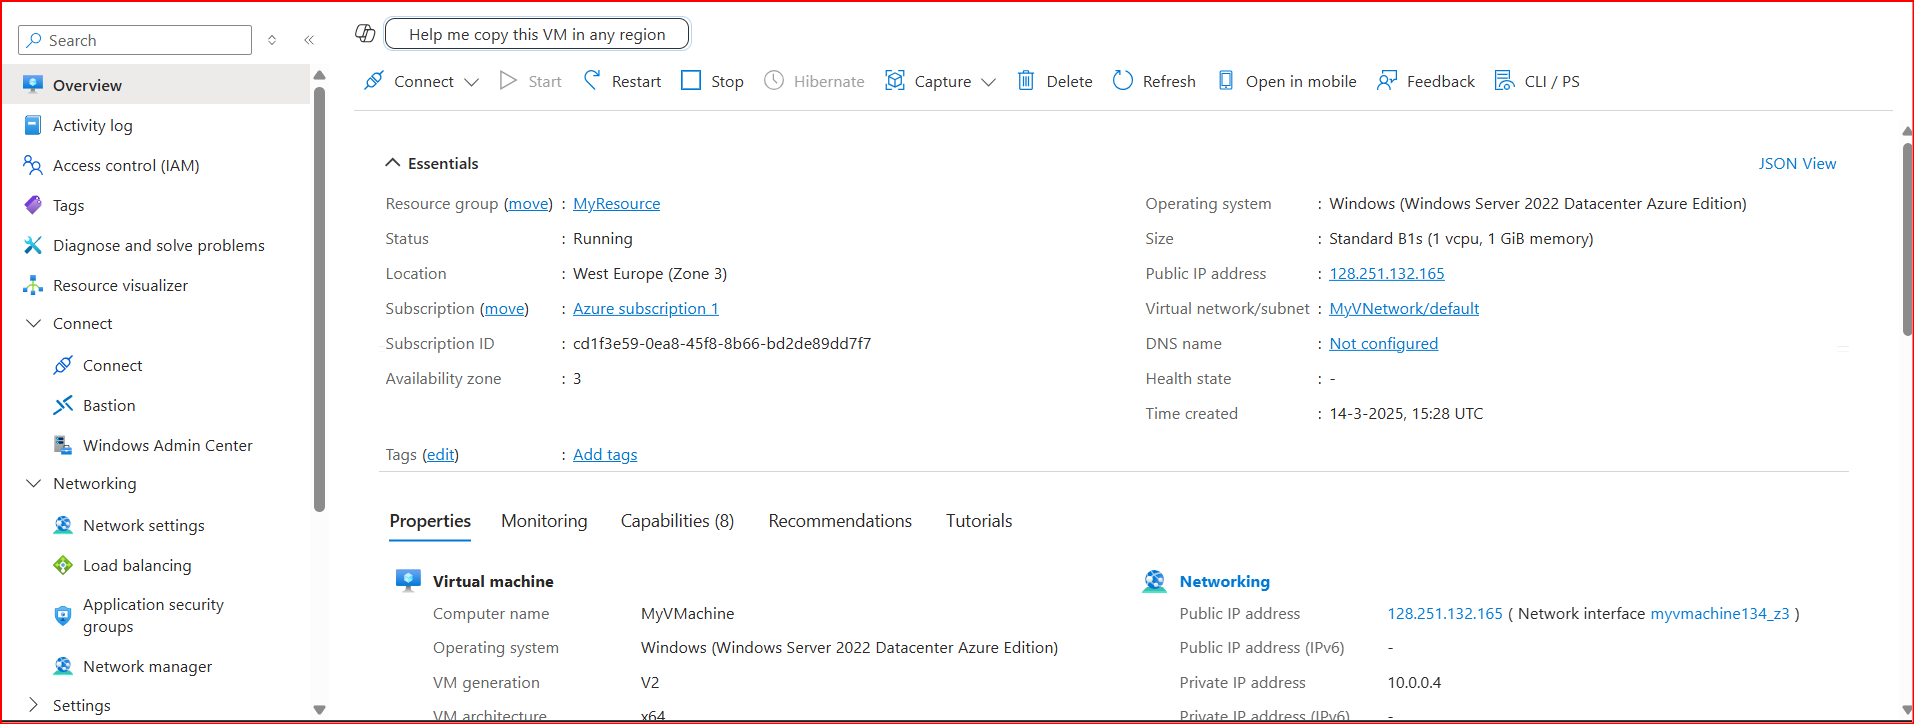 Search
Overview
Activity log
Access control (IAM)
Tags
Diagnose and solve problems
Resource visualizer
Connect
Connect
Bastion
Windows Admin Center
Networking
Network settings
Load balancing
Application security
groups
Network manager
Settings
Help me copy this VM in any region
Connect Start Restart Stop Hibernate Capture Delete Refresh Open in mobile Feedback CLI / PS
Essentials
JSON View
Resource group (move) : MyResource
Status : Running
Location : West Europe (Zone 3)
Subscription (move) : Azure subscription 1
Subscription ID : cd1f3e59-0ea8-45f8-8b66-bd2de89dd7f7
Availability zone : 3
Operating system : Windows (Windows Server 2022 Datacenter Azure Edition)
Size : Standard B1s (1 vcpu, 1 GiB memory)
Public IP address : 128.251.132.165
Virtual network/subnet : MyVNetwork/default
DNS name : Not configured
Health state : -
Time created : 14-3-2025, 15:28 UTC
Tags (edit) : Add tags
Properties Monitoring Capabilities (8) Recommendations Tutorials
Virtual machine
Computer name MyVMachine
Operating system Windows (Windows Server 2022 Datacenter Azure Edition)
VM generation V2
VM architecture x64
Networking
Public IP address 128.251.132.165 ( Network interface myvmachine134_z3 )
Public IP address (IPv6) -
Private IP address 10.0.0.4
Private IP address (IPv6) -